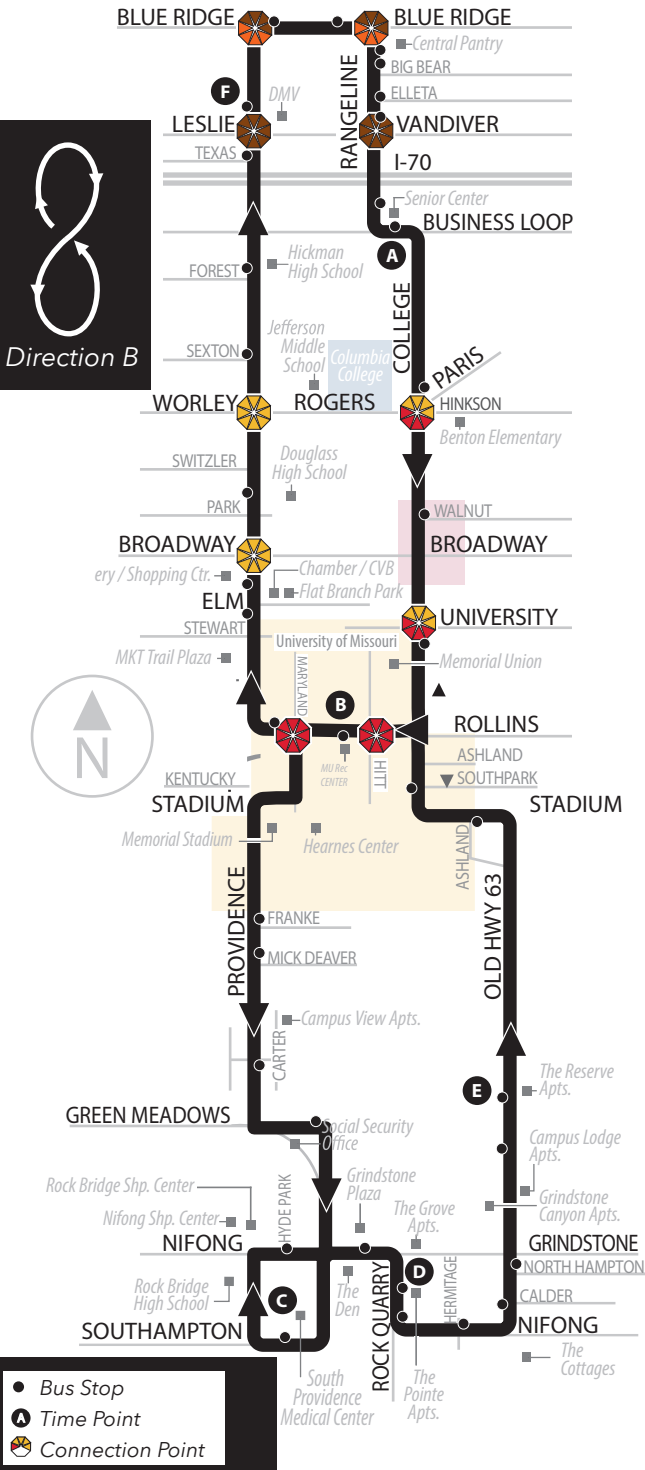 BLUE RIDGE
BLUE RIDGE
Central Pantry
BIG BEAR
ELLETA
F
DMV
RANGELINE
LESLIE
VANDIVER
TEXAS
I-70
Senior Center
BUSINESS LOOP
A
Hickman
High School
FOREST
COLLEGE
Direction B
Jefferson
Middle
School
SEXTON
Columbia
College
PARIS
WORLEY
ROGERS
HINKSON
Benton Elementary
Douglass
High School
SWITZLER
PARK
WALNUT
BROADWAY
BROADWAY
ery / Shopping Ctr.
Chamber / CVB
Flat Branch Park
ELM
UNIVERSITY
STEWART
University of Missouri
MKT Trail Plaza
MARYLAND
Memorial Union
B
N
ROLLINS
MU Rec
CENTER
HITT
ASHLAND
KENTUCKY
SOUTHPARK
STADIUM
STADIUM
Memorial Stadium
Hearnes Center
ASHLAND
PROVIDENCE
OLD HWY 63
FRANKE
MICK DEAVER
Campus View Apts.
CARTER
E
The Reserve
Apts.
GREEN MEADOWS
Social Security
Office
Campus Lodge
Apts.
Rock Bridge Shp. Center
Grindstone
Plaza
HYDE PARK
Nifong Shp. Center
The Grove
Apts.
Grindstone
Canyon Apts.
NIFONG
GRINDSTONE
NORTH HAMPTON
Rock Bridge
High School
The
Den
D
HERMITAGE
C
CALDER
SOUTHAMPTON
ROCK QUARRY
NIFONG
South
Providence
Medical Center
The
Pointe
Apts.
The
Cottages
Bus Stop
A Time Point
Connection Point